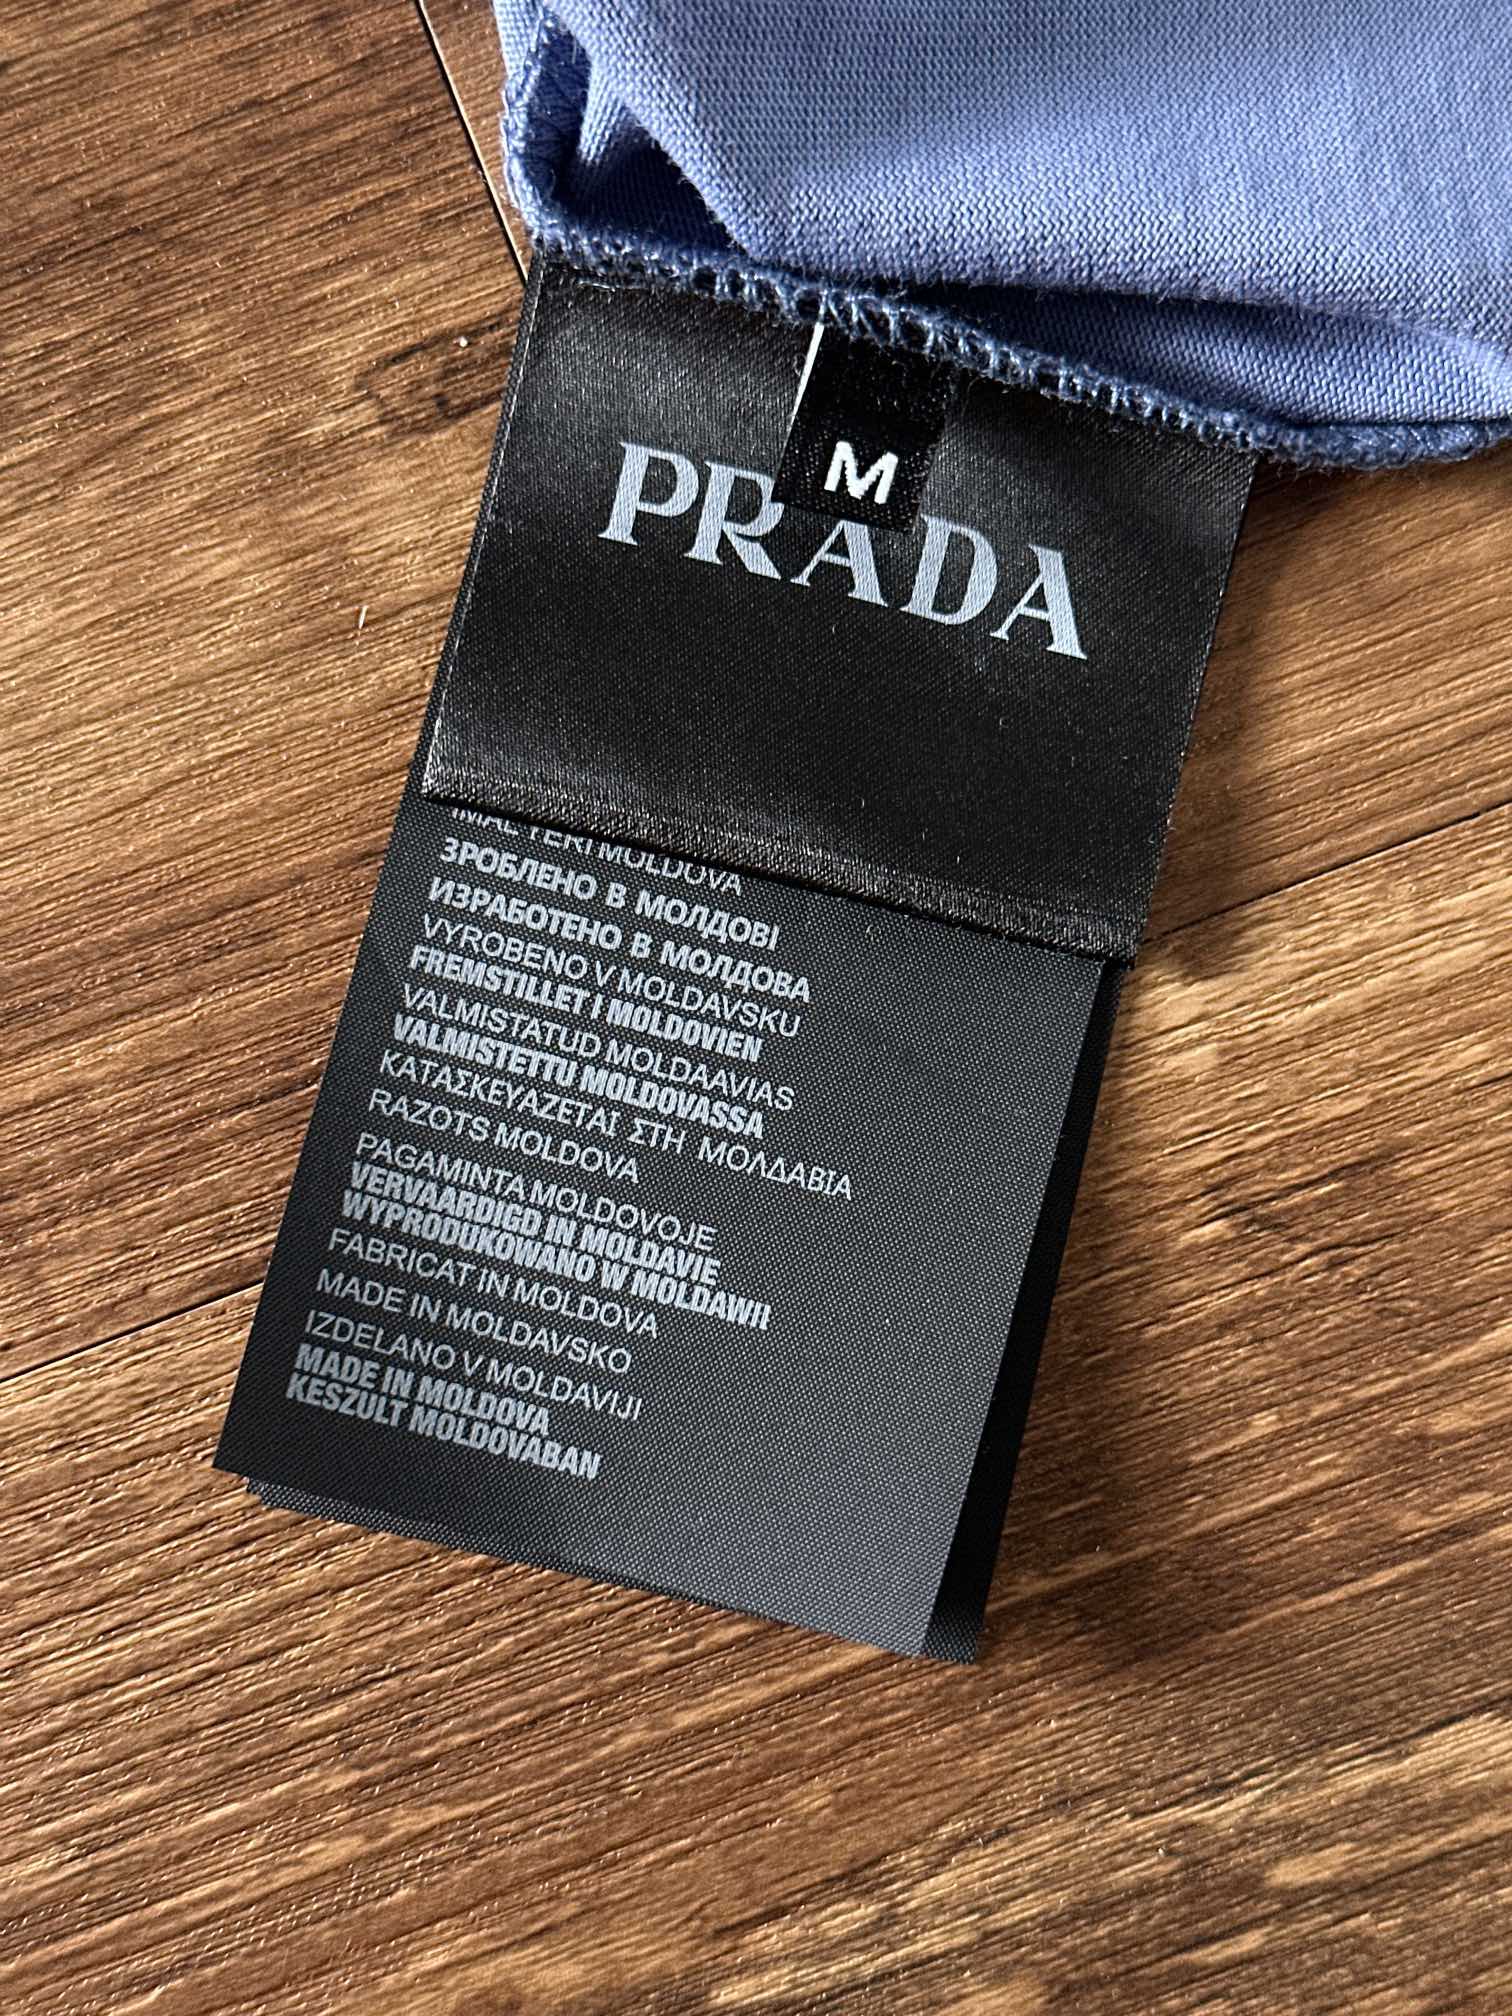 M
PRADA
IMAL YERI MOLDOVA
ЗРОБЛЕНО В МОЛДОВІ
ИЗРАБОТЕНО В МОЛДОВА
VYROBENO V MOLDAVSKU
FREMSTILLET I MOLDOVIEN
VALMISTATUD MOLDAAVIAS
VALMISTETTU MOLDOVASSA
ΚΑΤΑΣΚΕΥΑΖΕΤΑΙ ΣΤΗ ΜΟΛΔΑΒΙΑ
RAZOTS MOLDOVA
PAGAMINTA MOLDOVOJE
VERVAARDIGD IN MOLDAVIE
WYPRODUKOWANO W MOLDAWII
FABRICAT IN MOLDOVA
MADE IN MOLDAVSKO
IZDELANO V MOLDAVIJI
MADE IN MOLDOVA
KESZULT MOLDOVABAN